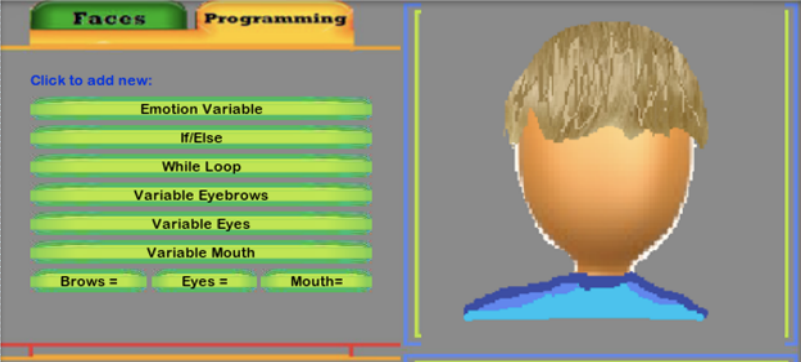 Faces Programming
Click to add new:
Emotion Variable
If/Else
While Loop
Variable Eyebrows
Variable Eyes
Variable Mouth
Brows = Eyes = Mouth=